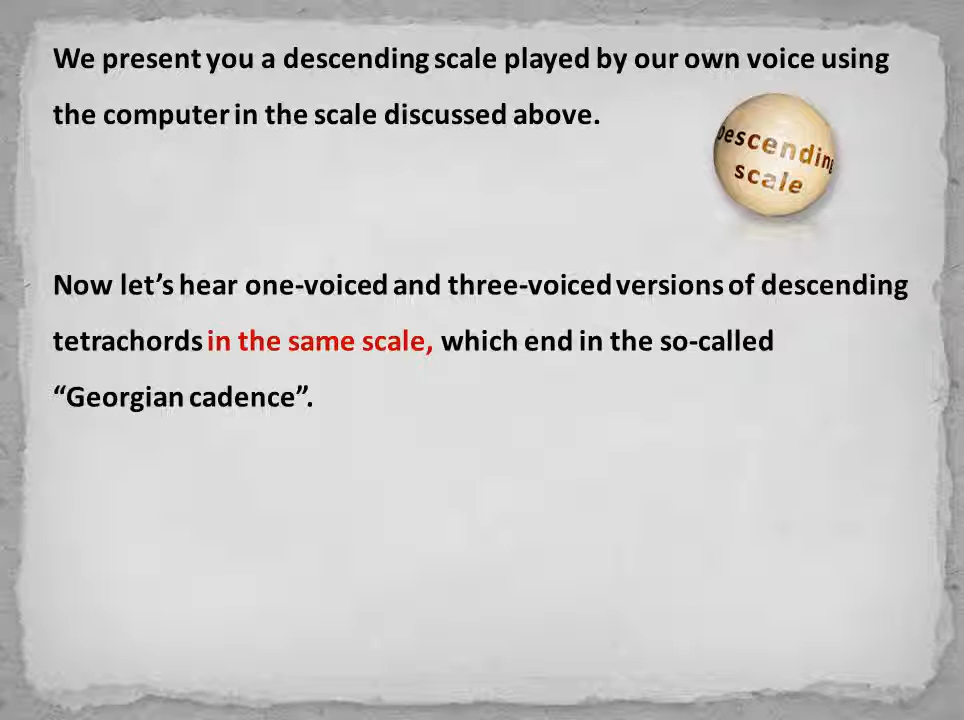 We present you a descending scale played by our own voice using
the computer in the scale discussed above.
Descending
scale
Now let’s hear one-voiced and three-voiced versions of descending
tetrachords in the same scale, which end in the so-called
“Georgian cadence”.